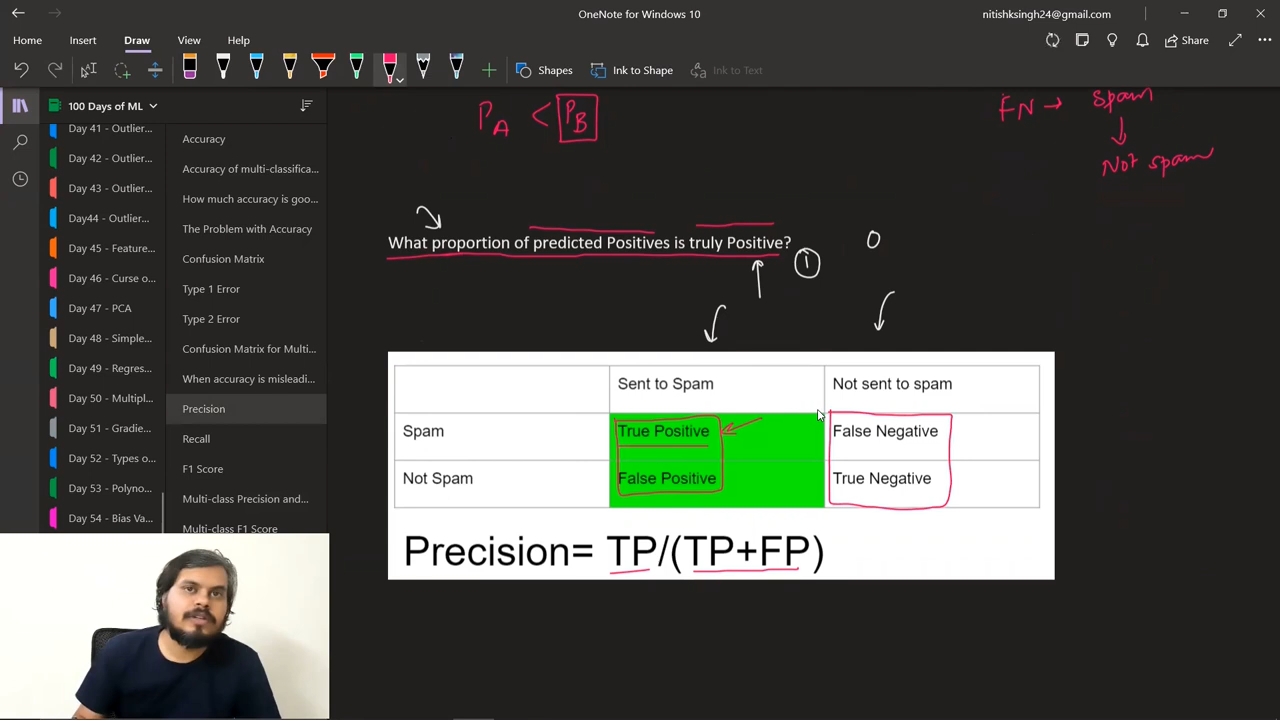 OneNote for Windows 10
nitishksingh24@gmail.com
Home
Insert
Draw
View
Help
Shapes
Ink to Shape
Ink to Text
Share
100 Days of ML
Day 41 - Outlier...
Day 42 - Outlier...
Day 43 - Outlier...
Day44 - Outlier...
Day 45 - Feature...
Day 46 - Curse o...
Day 47 - PCA
Day 48 - Simple...
Day 49 - Regres...
Day 50 - Multipl...
Day 51 - Gradie...
Day 52 - Types o...
Day 53 - Polyno...
Day 54 - Bias Va...
Accuracy
Accuracy of multi-classifica...
How much accuracy is goo...
The Problem with Accuracy
Confusion Matrix
Type 1 Error
Type 2 Error
Confusion Matrix for Multi...
When accuracy is misleadi...
Precision
Recall
F1 Score
Multi-class Precision and...
Multi-class F1 Score
PA < PB
FN → spam
Not spam
What proportion of predicted Positives is truly Positive?
1
0
Sent to Spam Not sent to spam
Spam True Positive False Negative
Not Spam False Positive True Negative
Precision= TP/(TP+FP)